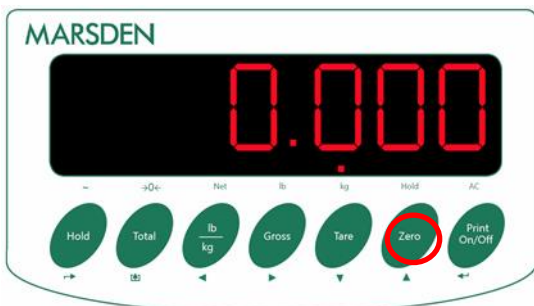 MARSDEN
0.000
~ →0← Net lb kg Hold AC
Hold Total lb/kg Gross Tare Zero Print On/Off